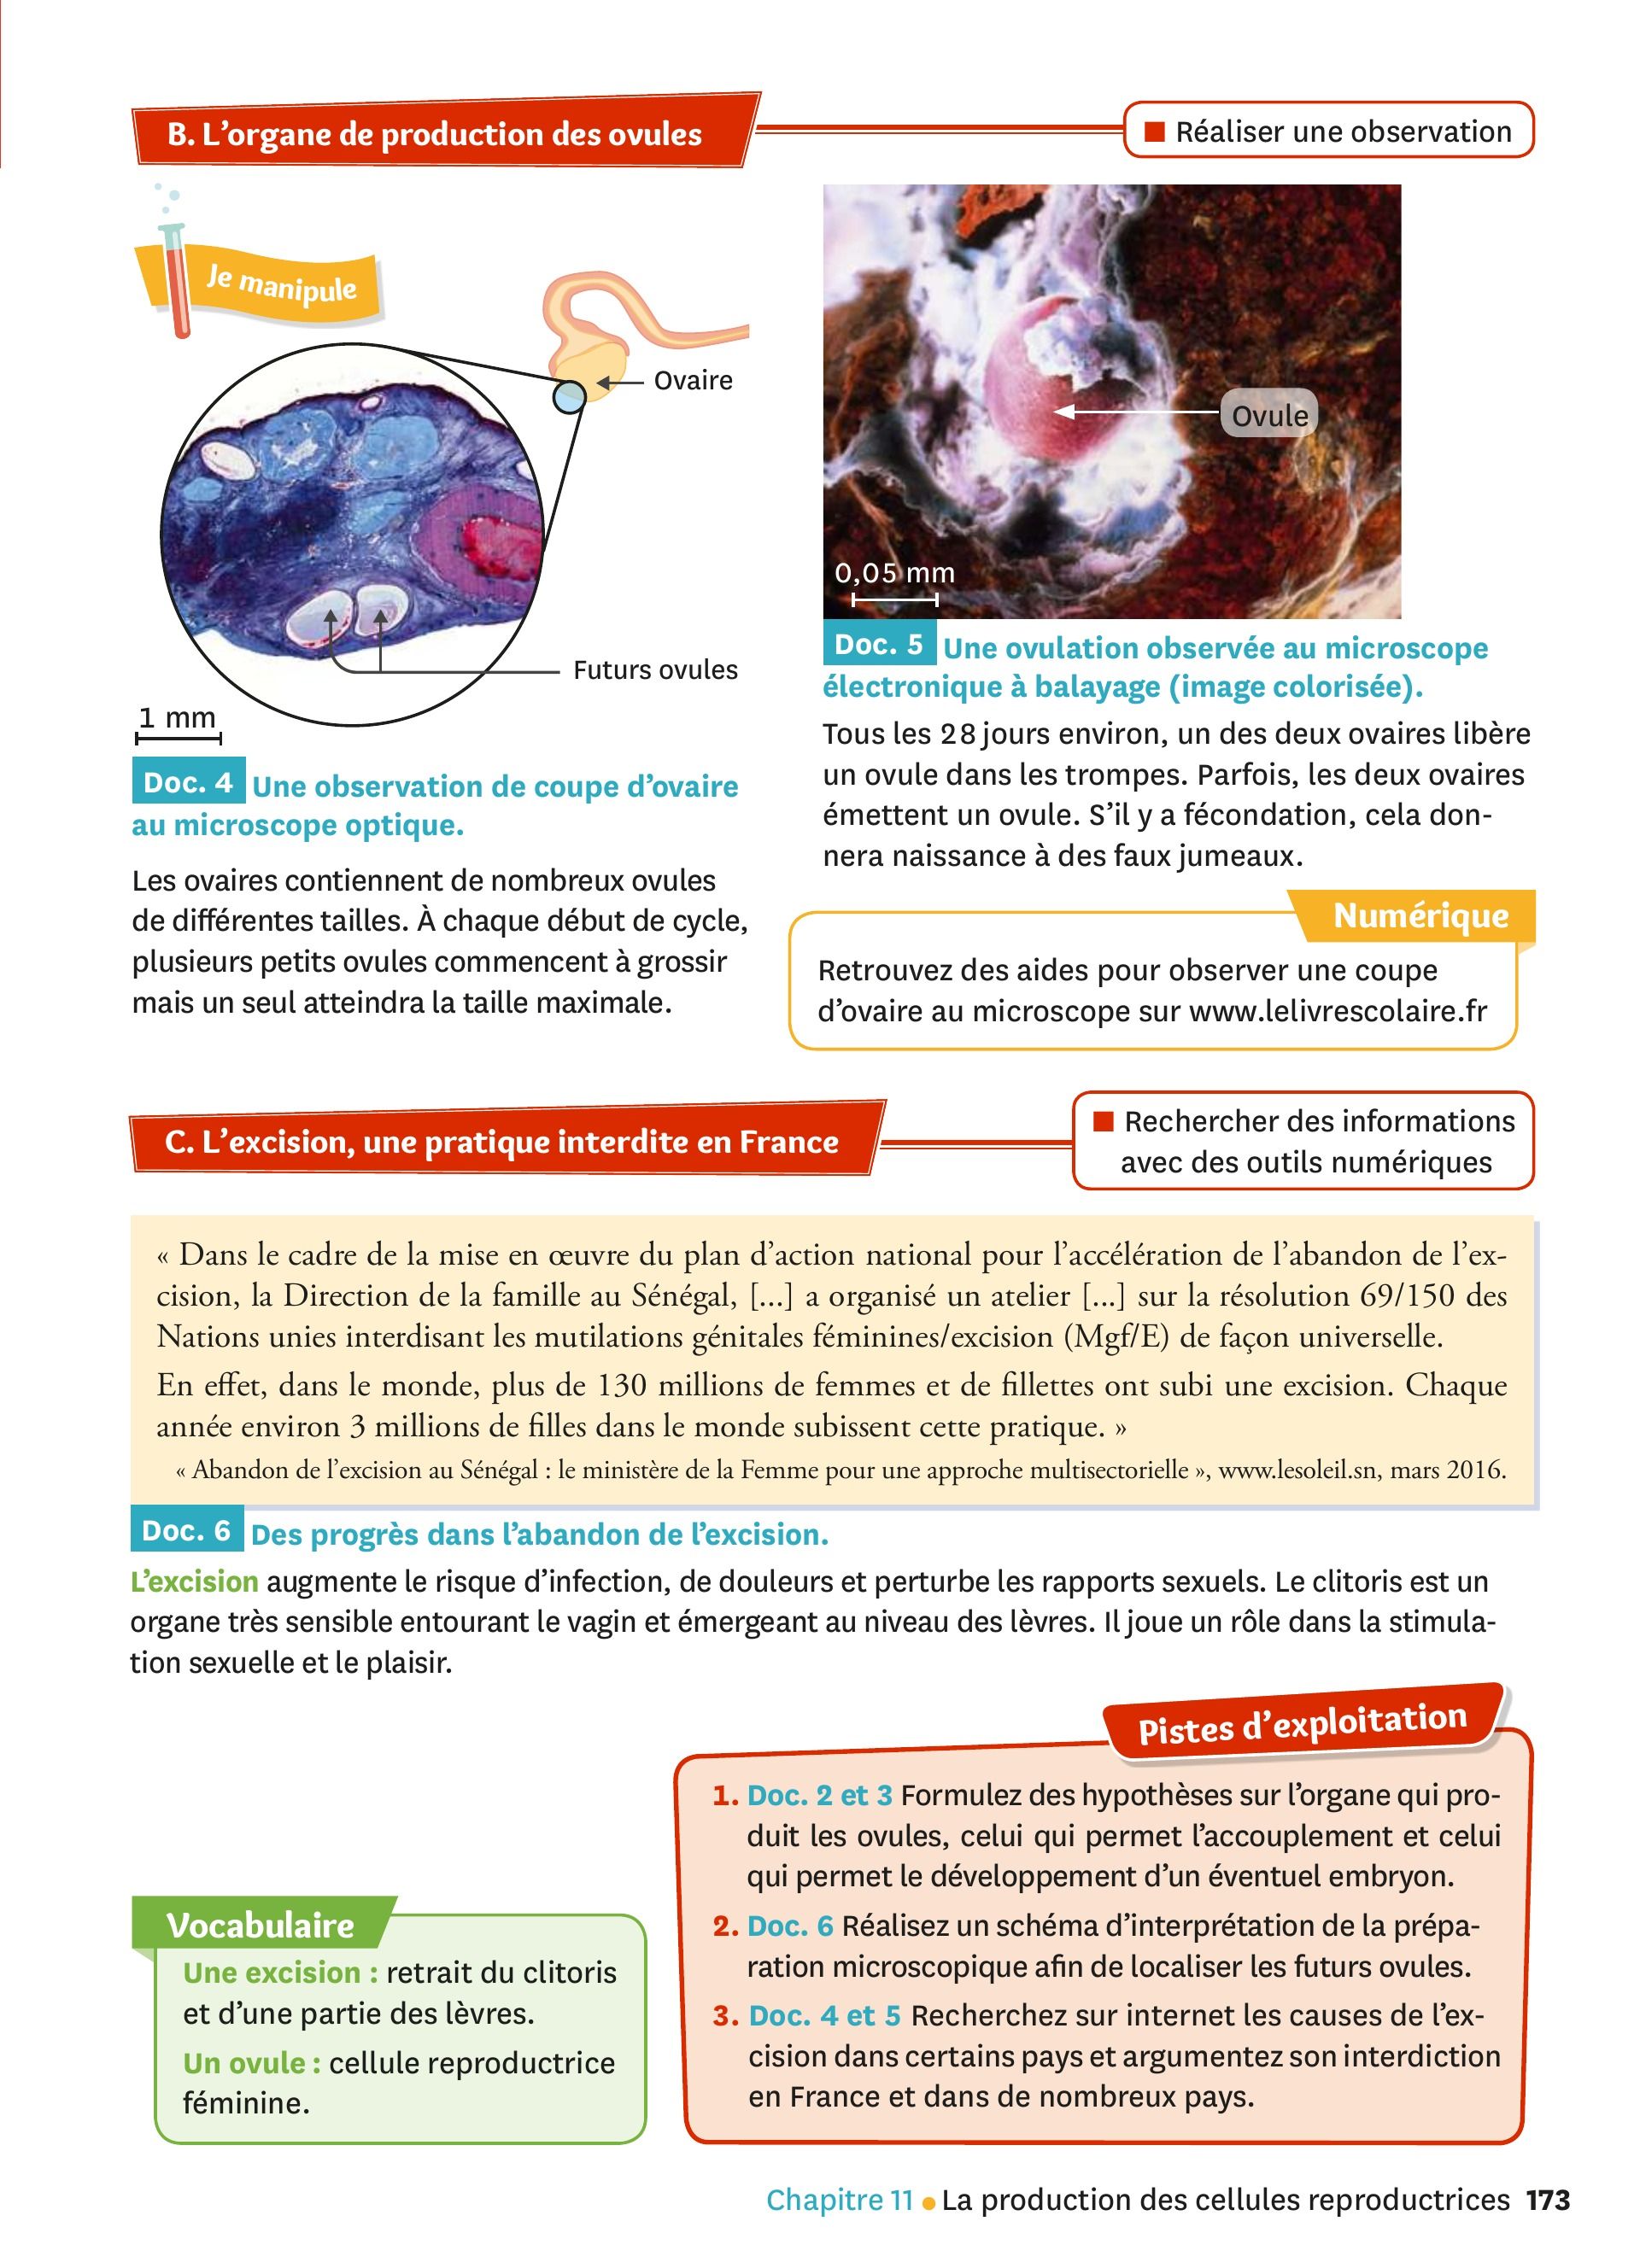 B. L'organe de production des ovules
■ Réaliser une observation
Je manipule
Ovaire
Futurs ovules
1 mm
Doc. 4 Une observation de coupe d'ovaire
au microscope optique.
Les ovaires contiennent de nombreux ovules
de différentes tailles. À chaque début de cycle,
plusieurs petits ovules commencent à grossir
mais un seul atteindra la taille maximale.
Ovule
0,05 mm
Doc. 5 Une ovulation observée au microscope
électronique à balayage (image colorisée).
Tous les 28 jours environ, un des deux ovaires libère
un ovule dans les trompes. Parfois, les deux ovaires
émettent un ovule. S'il y a fécondation, cela don-
nera naissance à des faux jumeaux.
Numérique
Retrouvez des aides pour observer une coupe
d'ovaire au microscope sur www.lelivrescolaire.fr
C. L'excision, une pratique interdite en France
■ Rechercher des informations
avec des outils numériques
« Dans le cadre de la mise en œuvre du plan d'action national pour l'accélération de l'abandon de l'ex-
cision, la Direction de la famille au Sénégal, [...] a organisé un atelier [...] sur la résolution 69/150 des
Nations unies interdisant les mutilations génitales féminines/excision (Mgf/E) de façon universelle.
En effet, dans le monde, plus de 130 millions de femmes et de fillettes ont subi une excision. Chaque
année environ 3 millions de filles dans le monde subissent cette pratique. »
« Abandon de l'excision au Sénégal : le ministère de la Femme pour une approche multisectorielle », www.lesoleil.sn, mars 2016.
Doc. 6 Des progrès dans l'abandon de l'excision.
L'excision augmente le risque d'infection, de douleurs et perturbe les rapports sexuels. Le clitoris est un
organe très sensible entourant le vagin et émergeant au niveau des lèvres. Il joue un rôle dans la stimula-
tion sexuelle et le plaisir.
Vocabulaire
Une excision : retrait du clitoris
et d'une partie des lèvres.
Un ovule : cellule reproductrice
féminine.
Pistes d'exploitation
1. Doc. 2 et 3 Formulez des hypothèses sur l'organe qui pro-
duit les ovules, celui qui permet l'accouplement et celui
qui permet le développement d'un éventuel embryon.
2. Doc. 6 Réalisez un schéma d'interprétation de la prépa-
ration microscopique afin de localiser les futurs ovules.
3. Doc. 4 et 5 Recherchez sur internet les causes de l'ex-
cision dans certains pays et argumentez son interdiction
en France et dans de nombreux pays.
Chapitre 11 • La production des cellules reproductrices 173